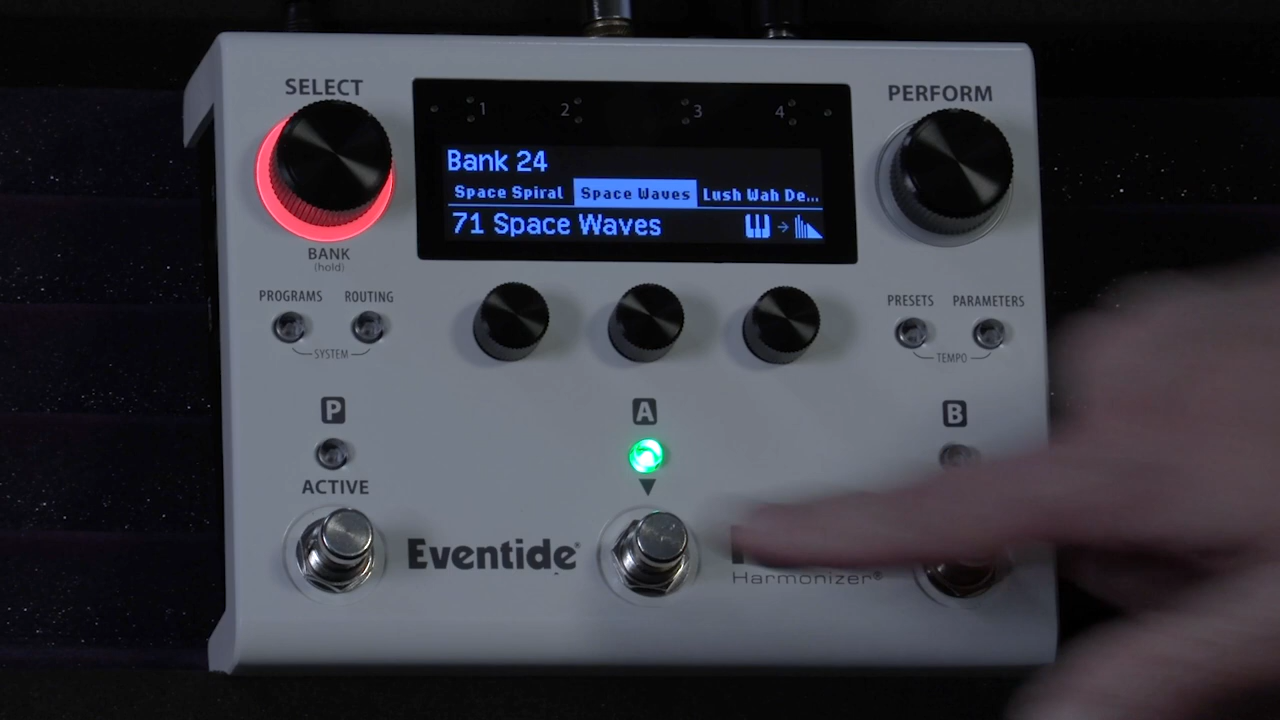 SELECT
PERFORM
1 2 3 4
Bank 24
Space Spiral Space Waves Lush Wah De...
71 Space Waves
BANK
(hold)
PROGRAMS ROUTING
SYSTEM
PRESETS PARAMETERS
TEMPO
P A B
ACTIVE
Eventide®
Harmonizer®